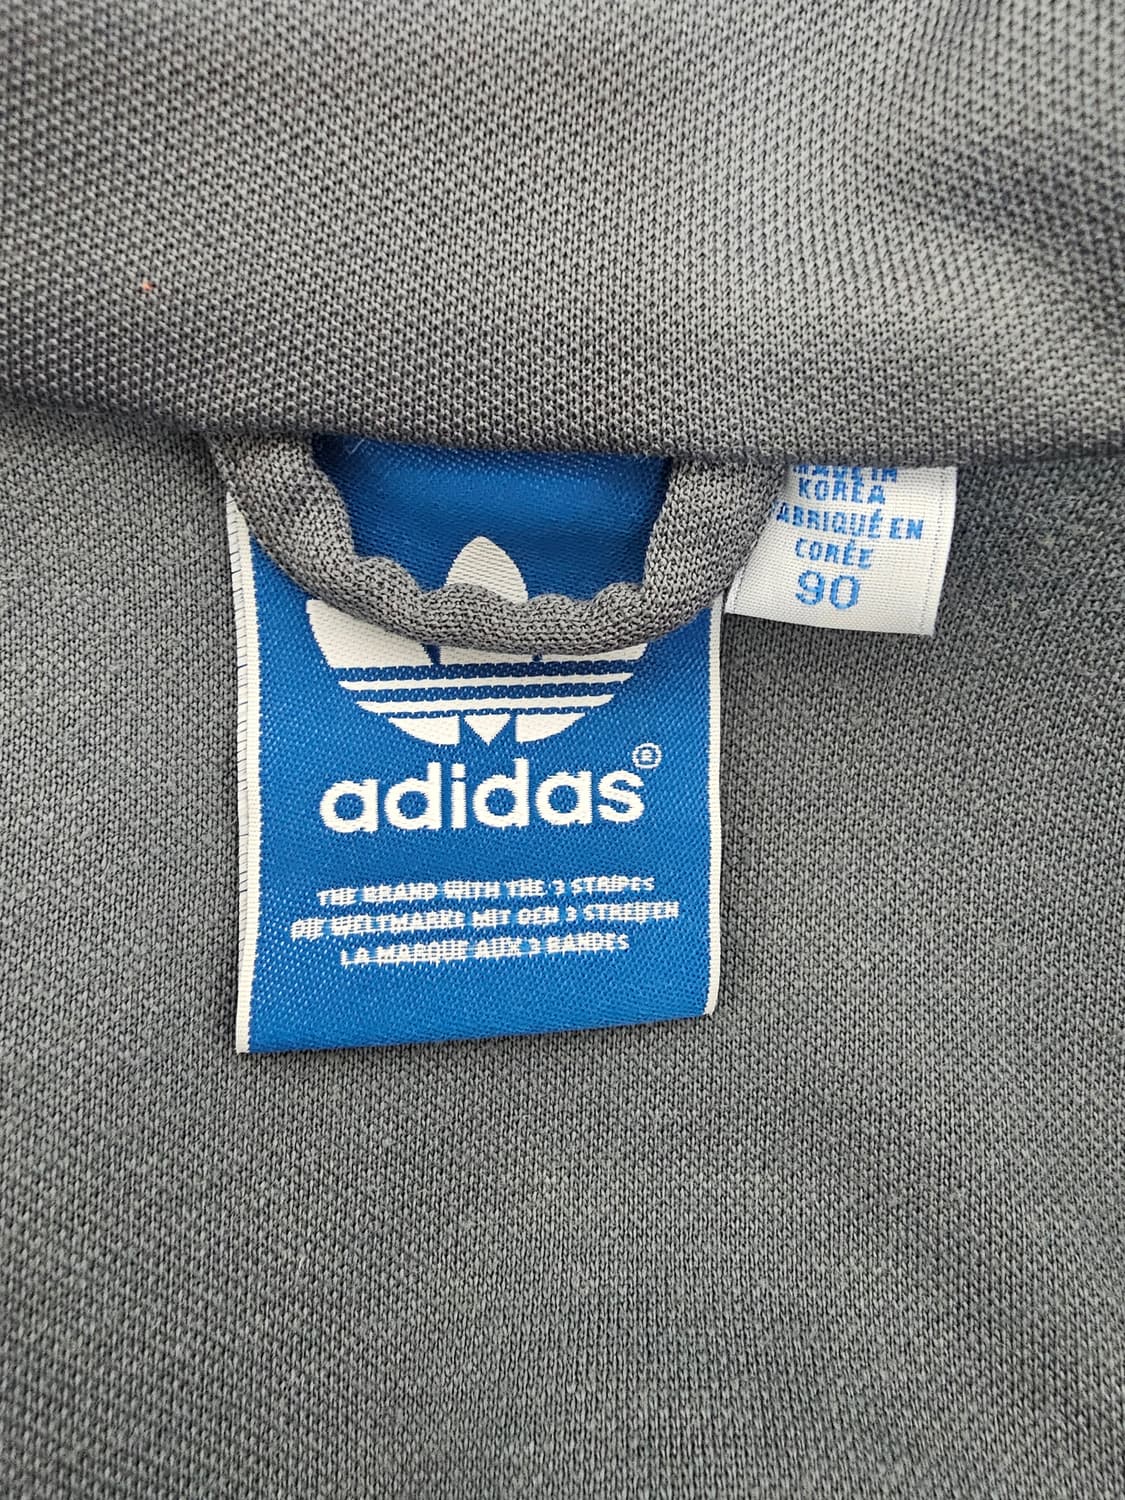 MADE IN
KOREA
FABRIQUÉ EN
CORÉE
90
adidas®
THE BRAND WITH THE 3 STRIPES
DIE WELTMARKE MIT DEN 3 STREIFEN
LA MARQUE AUX 3 BANDES